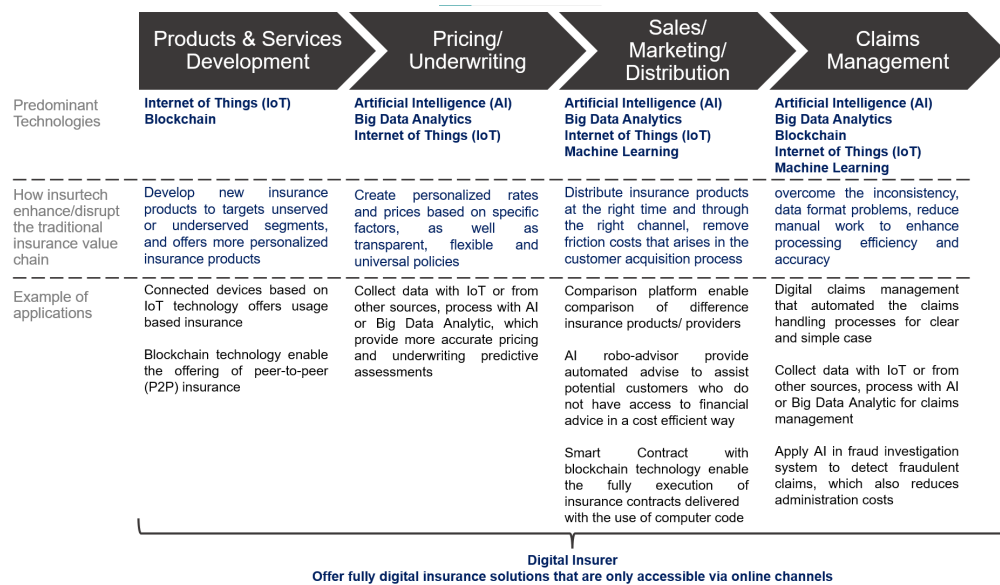 Products & Services
Development
Pricing/
Underwriting
Sales/
Marketing/
Distribution
Claims
Management
Predominant
Technologies
Internet of Things (IoT)
Blockchain
Artificial Intelligence (AI)
Big Data Analytics
Internet of Things (IoT)
Artificial Intelligence (AI)
Big Data Analytics
Internet of Things (IoT)
Machine Learning
Artificial Intelligence (AI)
Big Data Analytics
Blockchain
Internet of Things (IoT)
Machine Learning
How insurtech
enhance/disrupt
the traditional
insurance value
chain
Develop new insurance
products to targets unserved
or underserved segments,
and offers more personalized
insurance products
Create personalized rates
and prices based on specific
factors, as well as
transparent, flexible and
universal policies
Distribute insurance products
at the right time and through
the right channel, remove
friction costs that arises in the
customer acquisition process
overcome the inconsistency,
data format problems, reduce
manual work to enhance
processing efficiency and
accuracy
Example of
applications
Connected devices based on
IoT technology offers usage
based insurance
Blockchain technology enable
the offering of peer-to-peer
(P2P) insurance
Collect data with IoT or from
other sources, process with AI
or Big Data Analytic, which
provide more accurate pricing
and underwriting predictive
assessments
Comparison platform enable
comparison of difference
insurance products/ providers
AI robo-advisor provide
automated advise to assist
potential customers who do
not have access to financial
advice in a cost efficient way
Smart Contract with
blockchain technology enable
the fully execution of
insurance contracts delivered
with the use of computer code
Digital claims management
that automated the claims
handling processes for clear
and simple case
Collect data with IoT or from
other sources, process with AI
or Big Data Analytic for claims
management
Apply AI in fraud investigation
system to detect fraudulent
claims, which also reduces
administration costs
Digital Insurer
Offer fully digital insurance solutions that are only accessible via online channels